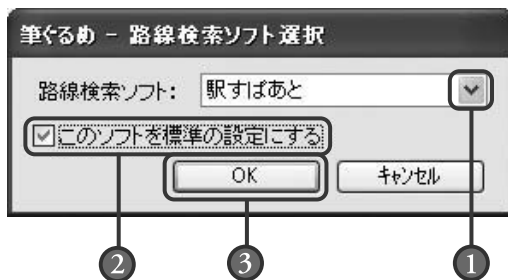 筆ぐるめ - 路線検索ソフト選択
路線検索ソフト： 駅すぱあと
このソフトを標準の設定にする
OK キャンセル
2 3 1